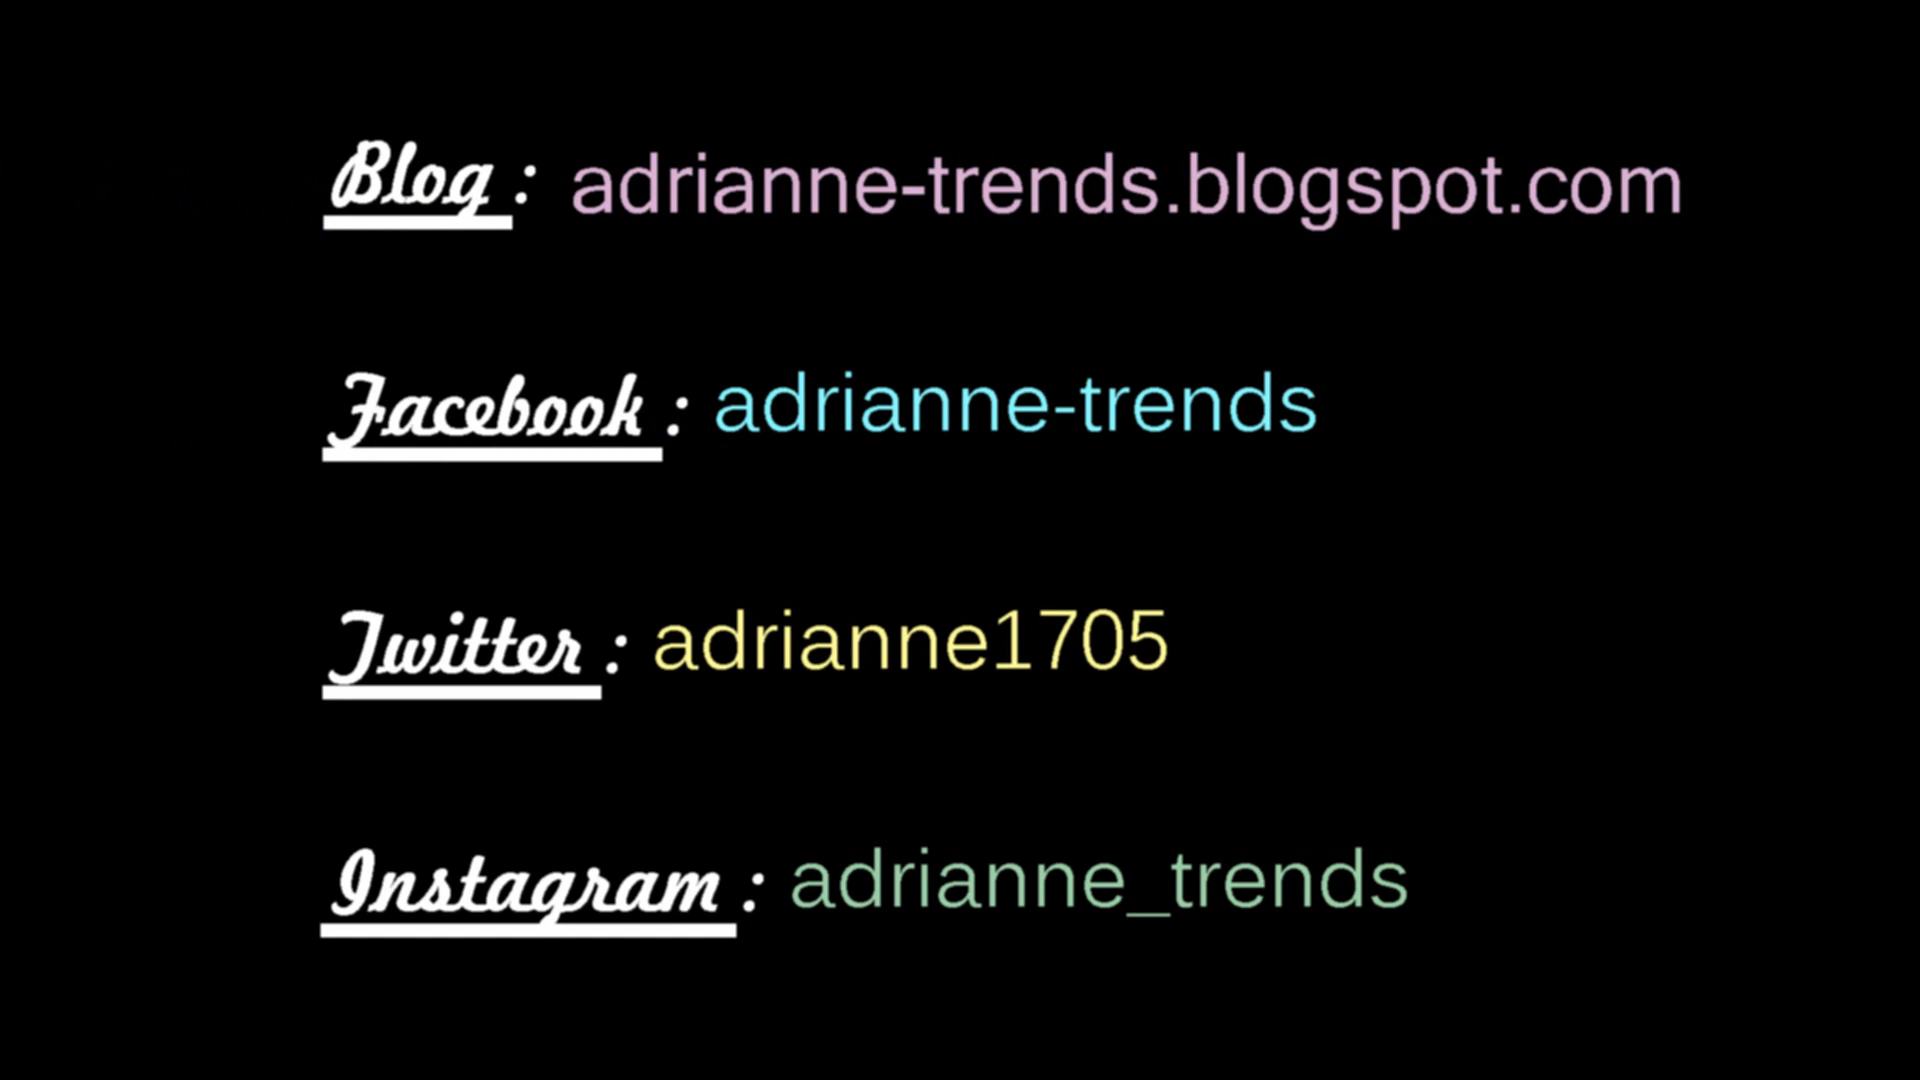 Blog : adrianne-trends.blogspot.com
Facebook : adrianne-trends
Twitter : adrianne1705
Instagram : adrianne_trends